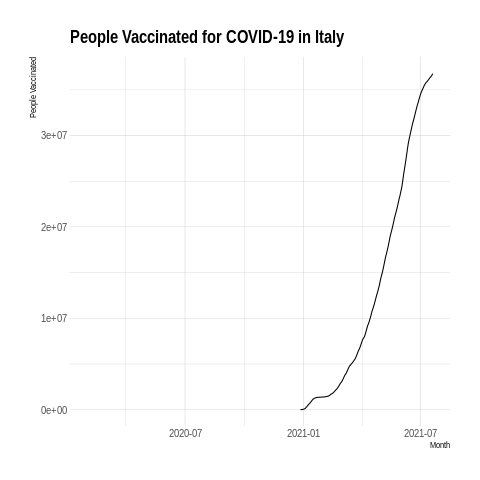 People Vaccinated for COVID-19 in Italy
People Vaccinated
3e+07
2e+07
1e+07
0e+00
2020-07
2021-01
2021-07
Month